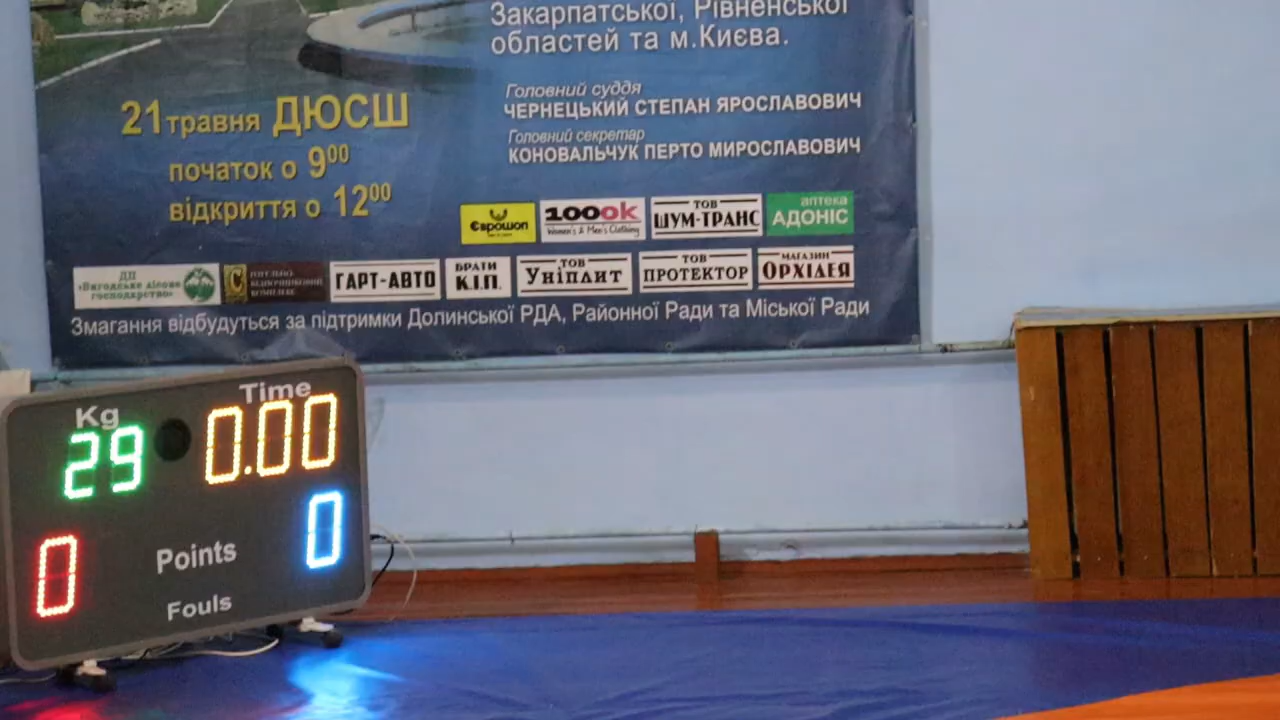 Закарпатської, Рівненської
областей та м.Києва.
Головний суддя
ЧЕРНЕЦЬКИЙ СТЕПАН ЯРОСЛАВОВИЧ
Головний секретар
КОНОВАЛЬЧУК ПЕРТО МИРОСЛАВОВИЧ
21 травня ДЮСШ
початок о 9⁰⁰
відкриття о 12⁰⁰
Єврошоп
100ok
Women's & Men's Clothing
ТОВ
ШУМ-ТРАНС
аптека
АДОНІС
ДП
«Вигодське лісове
господарство»
ГАРТ-АВТО
БРАТИ
К.І.П.
ТОВ
Уніплит
ТОВ
ПРОТЕКТОР
МАГАЗИН
ОРХІДЕЯ
Змагання відбудуться за підтримки Долинської РДА, Районної Ради та Міської Ради
Kg
Time
29
0.00
0
Points
0
Fouls